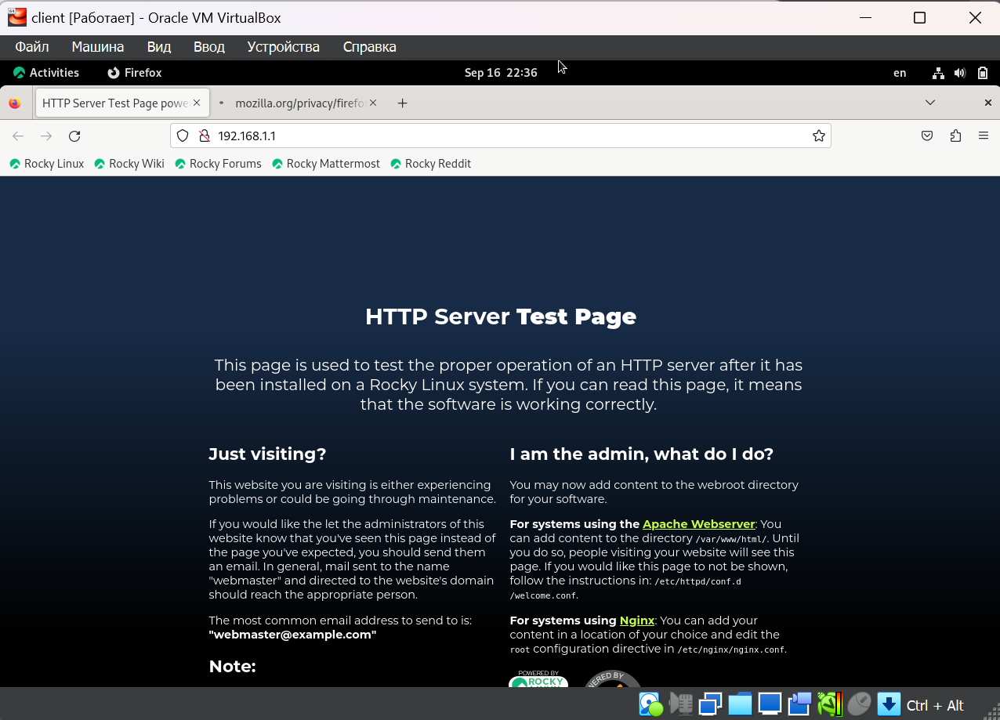 client [Работает] - Oracle VM VirtualBox
Файл Машина Вид Ввод Устройства Справка
Activities Firefox Sep 16 22:36 en
HTTP Server Test Page powe mozilla.org/privacy/firefo
192.168.1.1
Rocky Linux Rocky Wiki Rocky Forums Rocky Mattermost Rocky Reddit
HTTP Server Test Page
This page is used to test the proper operation of an HTTP server after it has
been installed on a Rocky Linux system. If you can read this page, it means
that the software is working correctly.
Just visiting?
This website you are visiting is either experiencing
problems or could be going through maintenance.
If you would like the let the administrators of this
website know that you've seen this page instead of
the page you've expected, you should send them
an email. In general, mail sent to the name
"webmaster" and directed to the website's domain
should reach the appropriate person.
The most common email address to send to is:
"webmaster@example.com"
Note:
I am the admin, what do I do?
You may now add content to the webroot directory
for your software.
For systems using the Apache Webserver: You
can add content to the directory /var/www/html/. Until
you do so, people visiting your website will see this
page. If you would like this page to not be shown,
follow the instructions in: /etc/httpd/conf.d
/welcome.conf.
For systems using Nginx: You can add your
content in a location of your choice and edit the
root configuration directive in /etc/nginx/nginx.conf.
POWERED BY
ROCKY
Ctrl + Alt